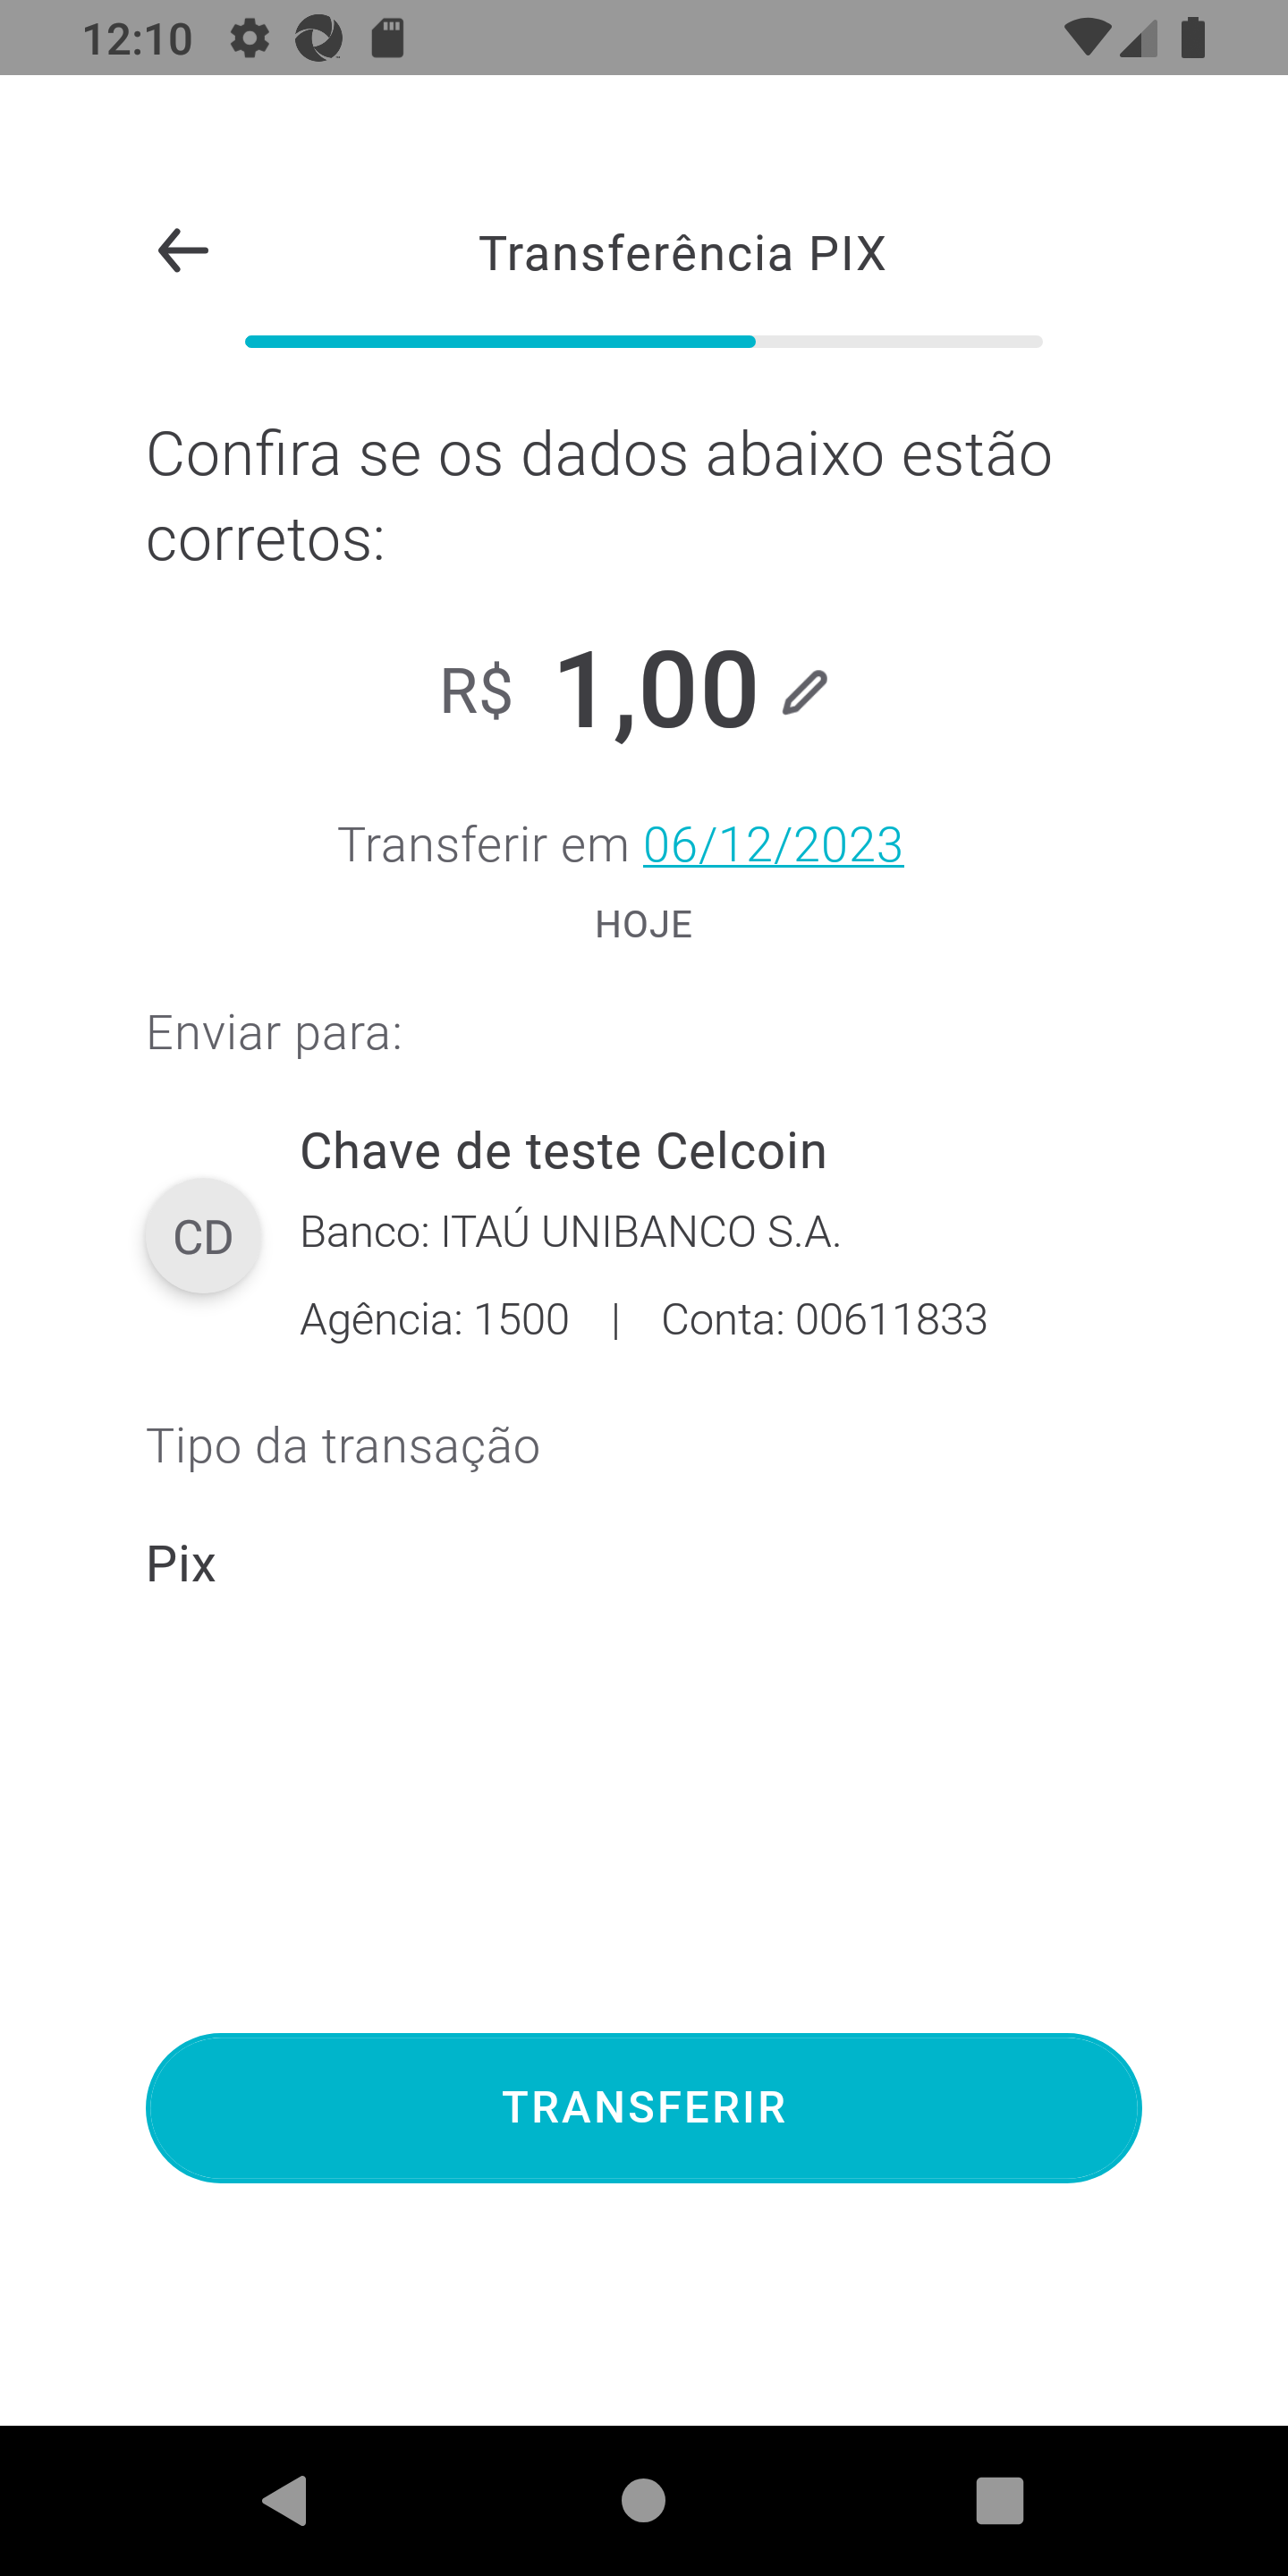 12:10
Transferência PIX
Confira se os dados abaixo estão
corretos:
R$ 1,00
Transferir em 06/12/2023
HOJE
Enviar para:
Chave de teste Celcoin
CD
Banco: ITAÚ UNIBANCO S.A.
Agência: 1500 | Conta: 00611833
Tipo da transação
Pix
TRANSFERIR